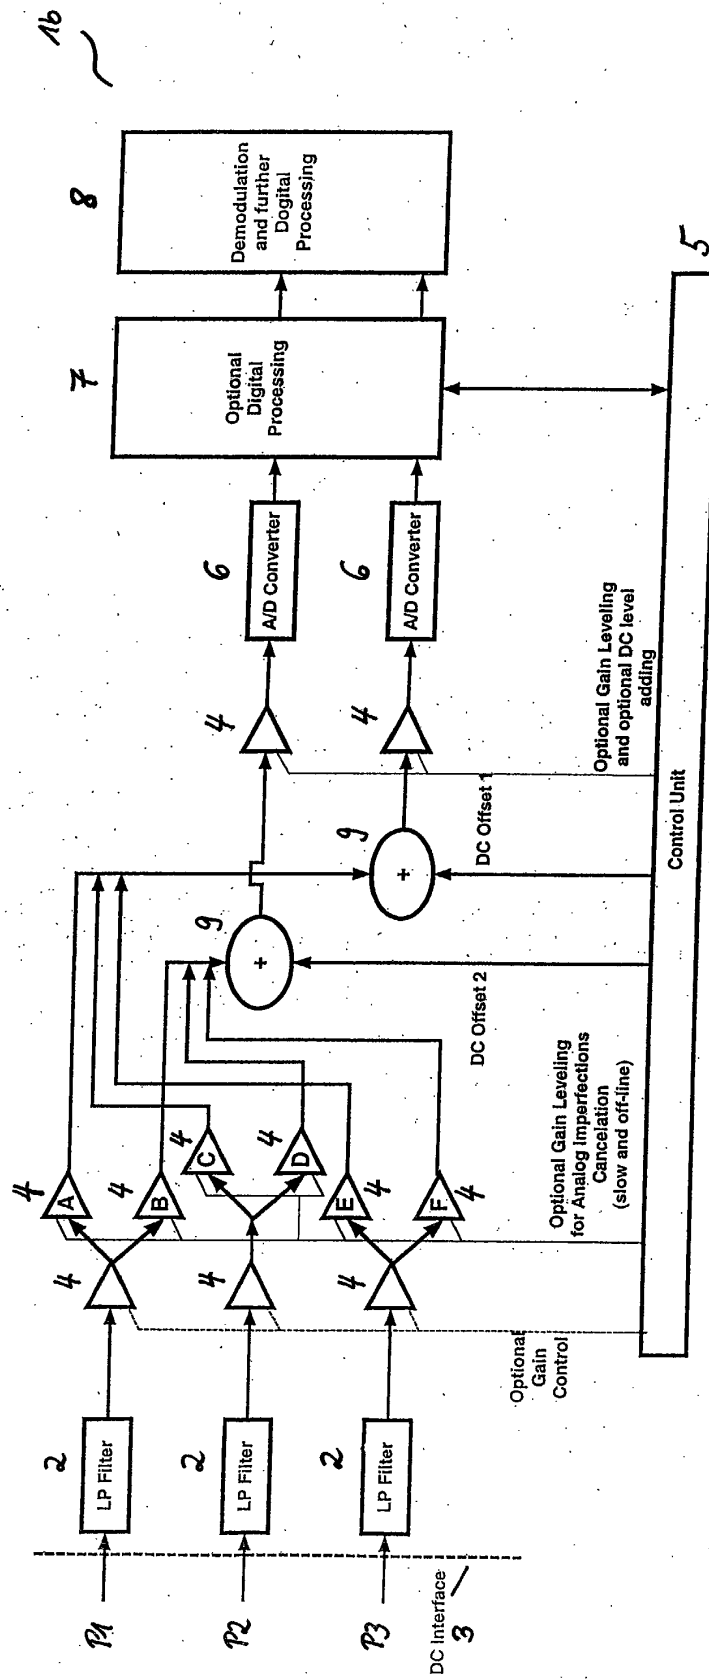 1b
P1
P2
P3
DC Interface
3
2
LP Filter
2
LP Filter
2
LP Filter
4
4
4
Optional
Gain
Control
4
A
4
B
4
C
4
D
E
4
F
4
Optional Gain Leveling
for Analog Imperfections
Cancelation
(slow and off-line)
9
+
DC Offset 2
9
+
DC Offset 1
4
4
Optional Gain Leveling
and optional DC level
adding
6
A/D Converter
6
A/D Converter
7
Optional
Digital
Processing
8
Demodulation
and further
Dogital
Processing
Control Unit
5